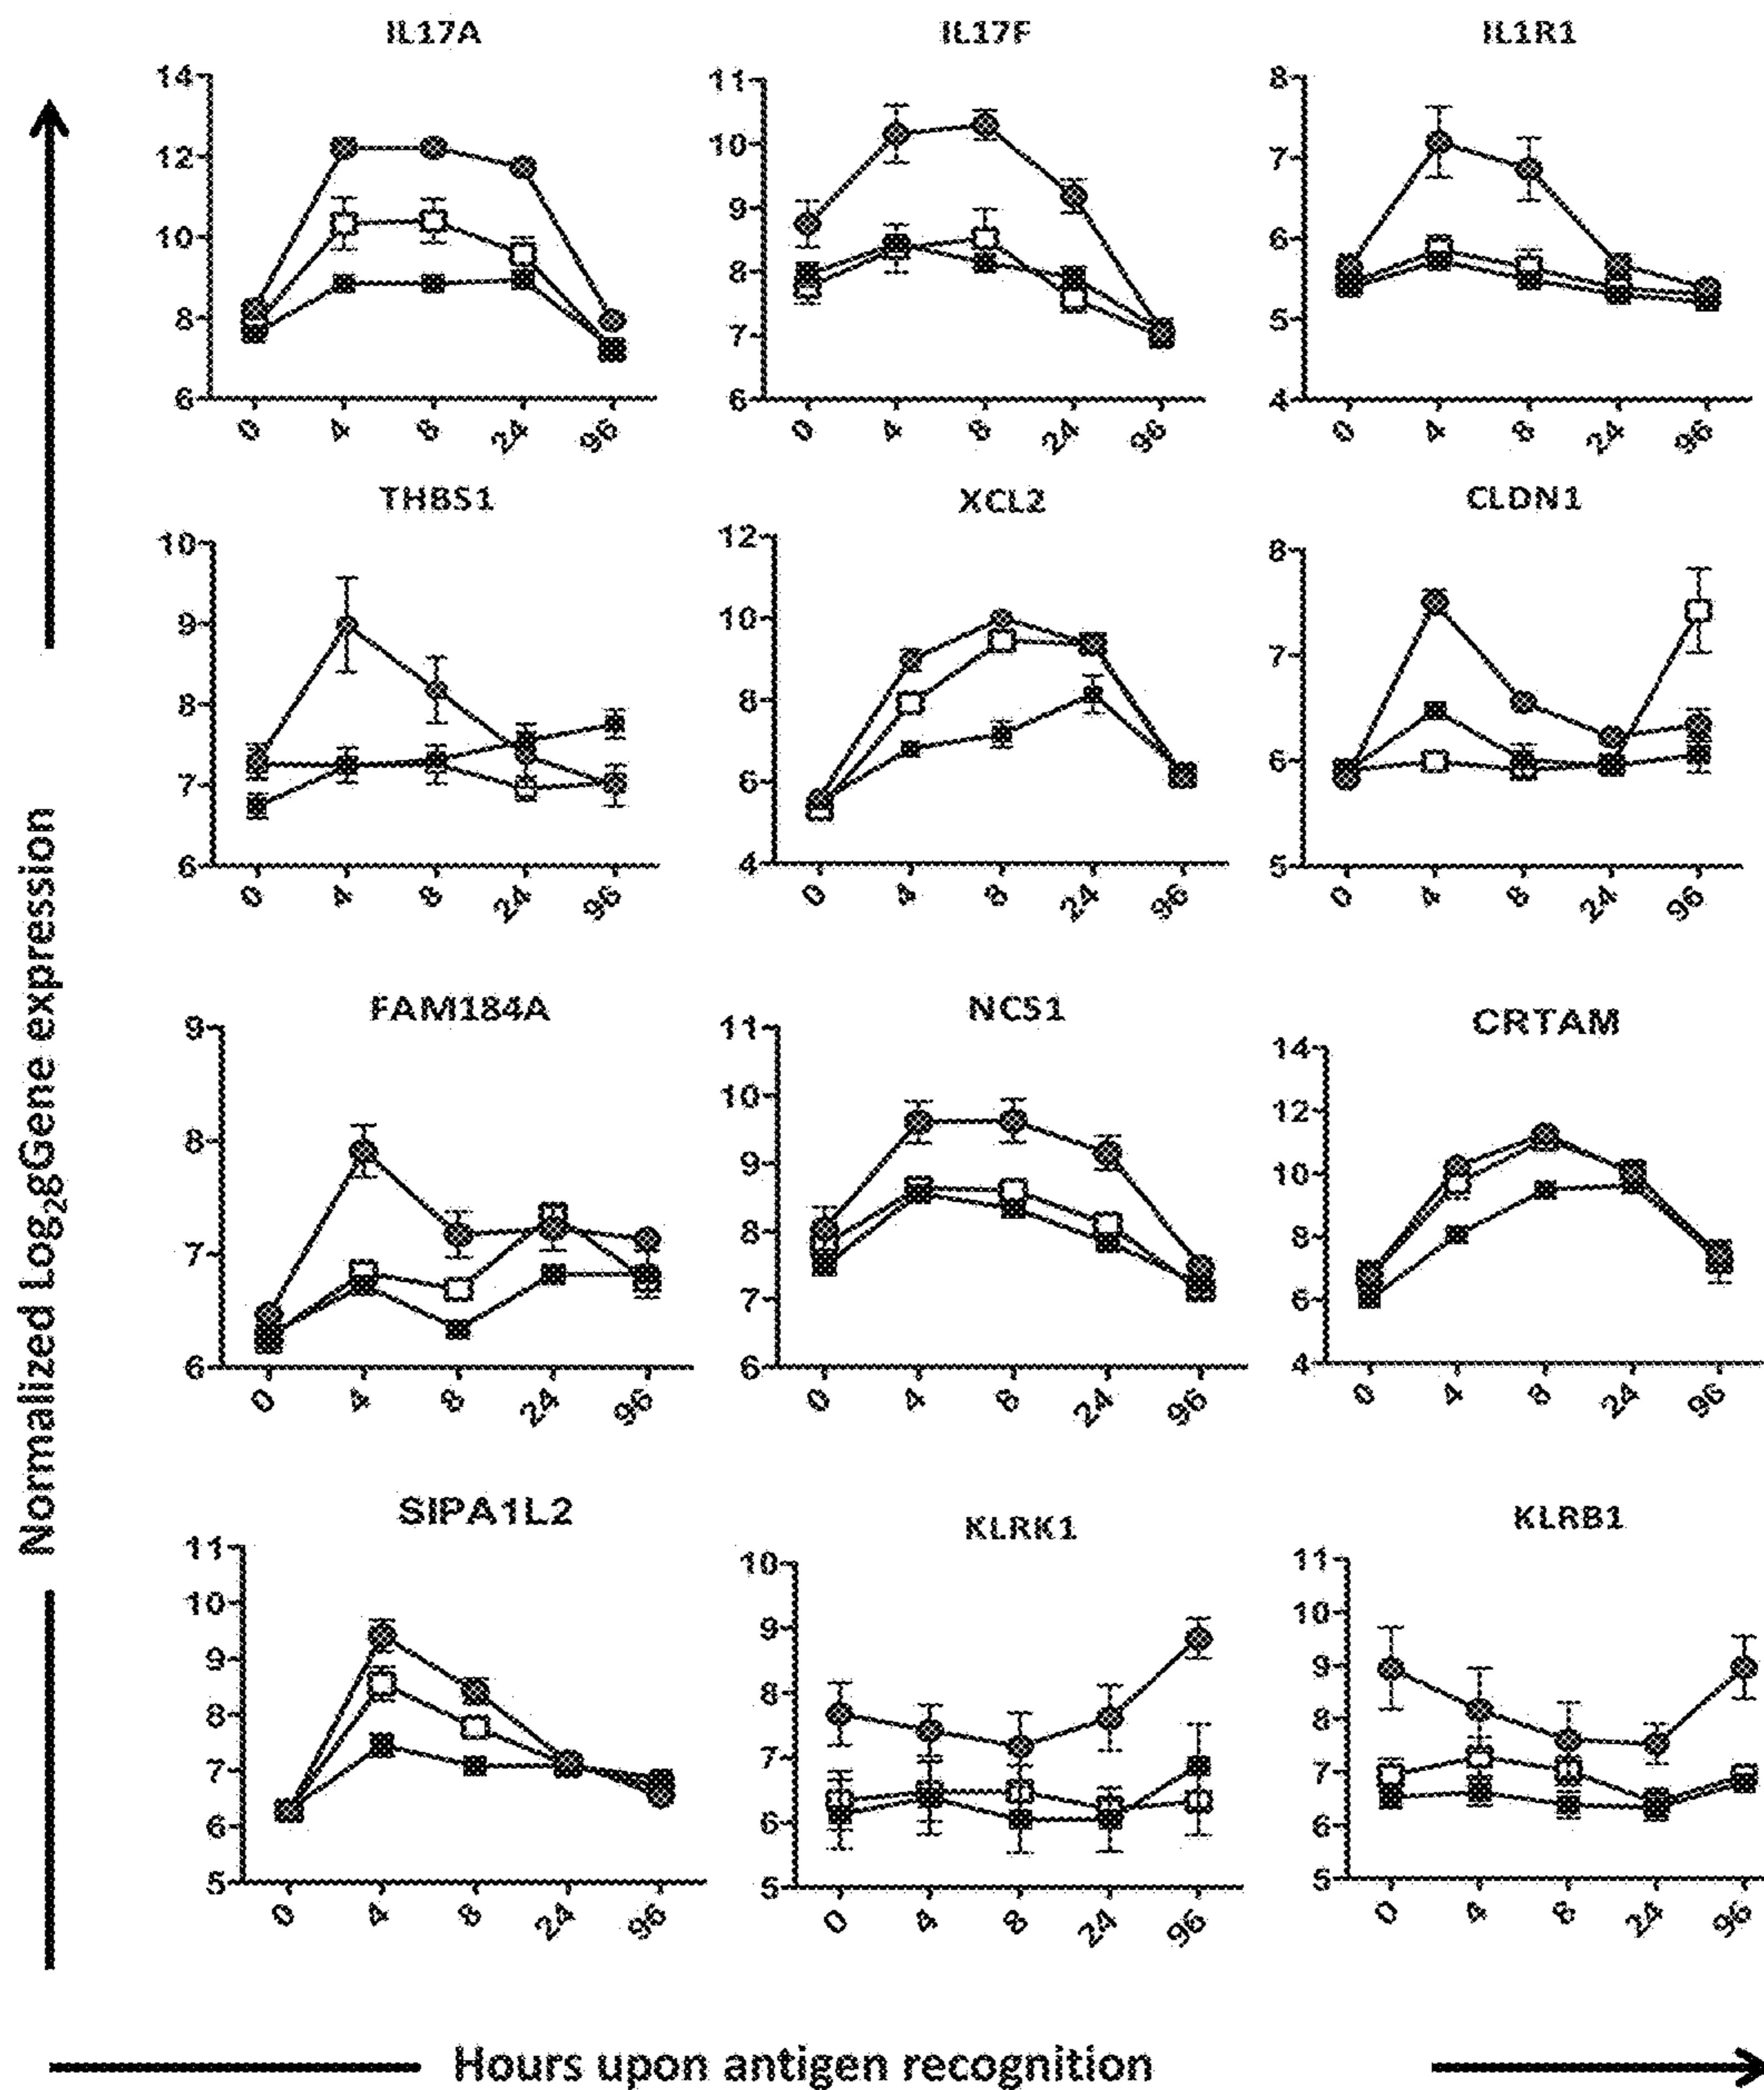 IL17A IL17F IL1R1
14 11 8
12 10 7
10 9 6
8 8 5
6 7 4
6
0 4 8 24 96 0 4 8 24 96 0 4 8 24 96
THBS1 XCL2 CLDN1
10 12 8
9 10 7
8 8 6
7 6 5
6 4
0 4 8 24 96 0 4 8 24 96 0 4 8 24 96
FAM184A NCS1 CRTAM
9 11 14
8 10 12
7 9 10
6 8 8
7 6
6 4
0 4 8 24 96 0 4 8 24 96 0 4 8 24 96
SIPA1L2 KLRK1 KLRB1
11 10 11
10 9 10
9 8 9
8 7 8
7 6 7
6 5 6
5 5
0 4 8 24 96 0 4 8 24 96 0 4 8 24 96
Normalized Log2gGene expression
Hours upon antigen recognition